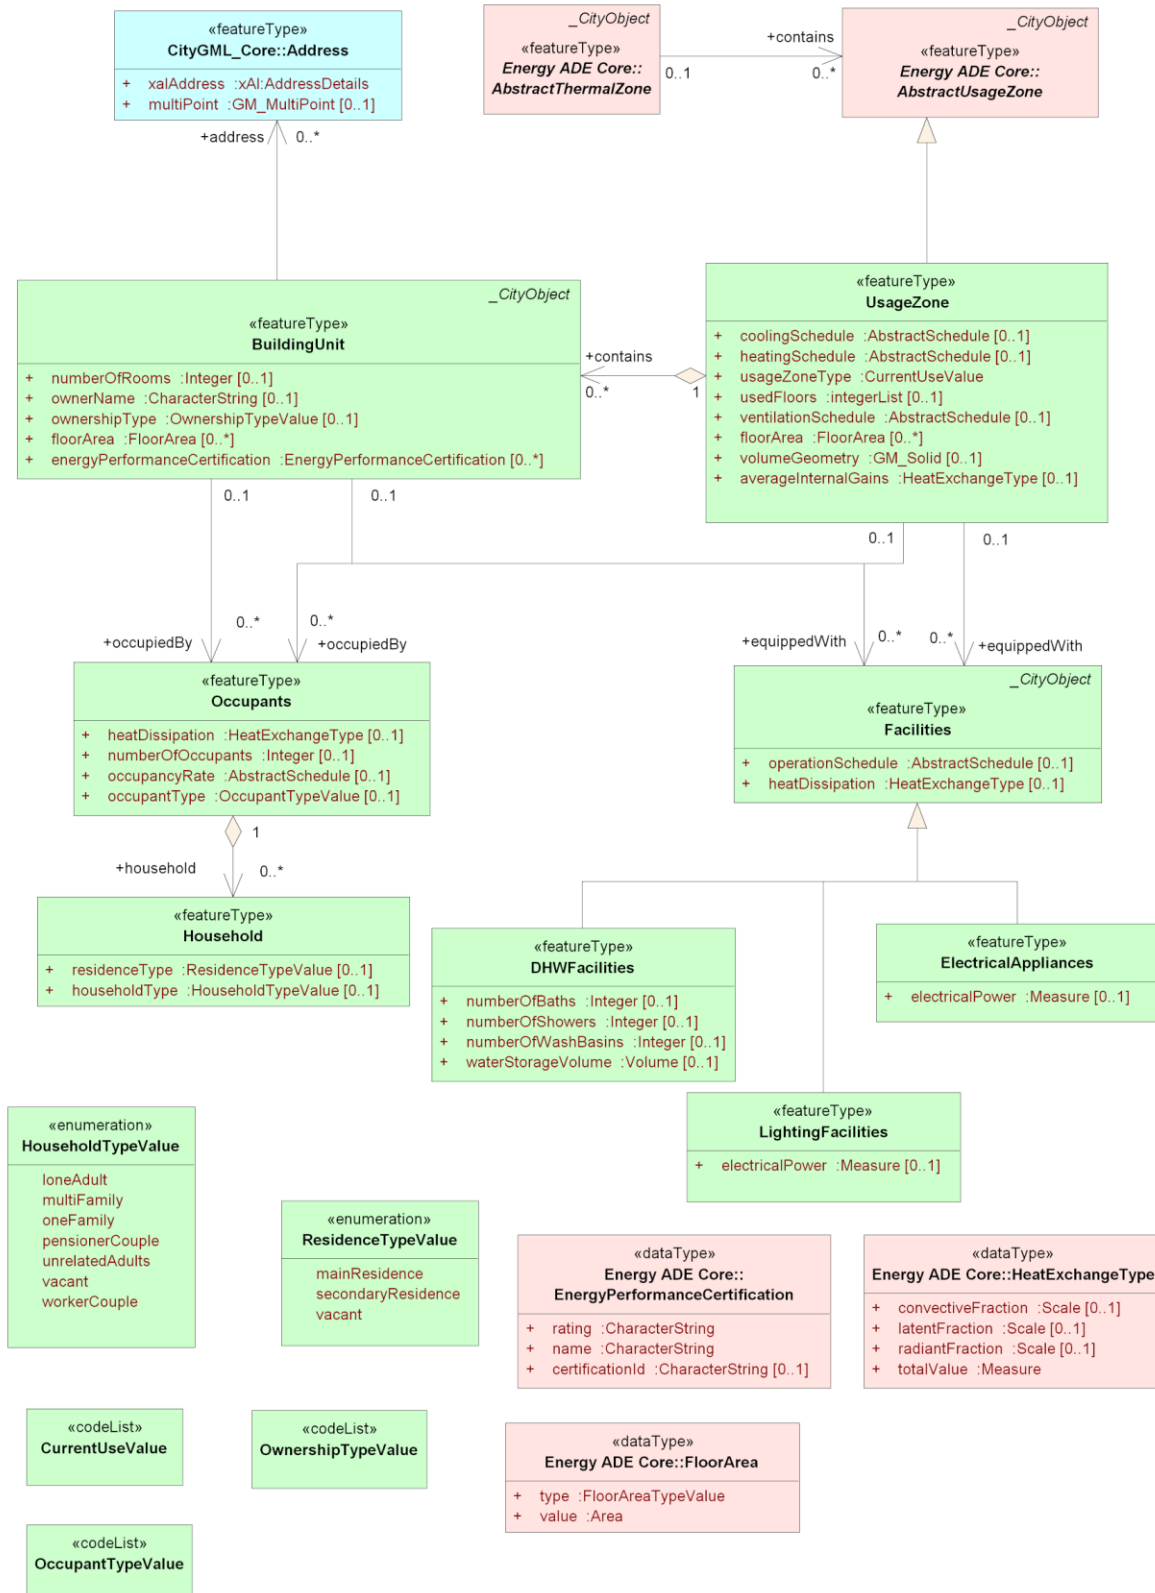 «featureType»
CityGML_Core::Address
+ xalAddress :xAl:AddressDetails
+ multiPoint :GM_MultiPoint [0..1]
_CityObject
«featureType»
Energy ADE Core::
AbstractThermalZone
+contains
0..1
0..*
_CityObject
«featureType»
Energy ADE Core::
AbstractUsageZone
+address
0..*
_CityObject
«featureType»
BuildingUnit
+ numberOfRooms :Integer [0..1]
+ ownerName :CharacterString [0..1]
+ ownershipType :OwnershipTypeValue [0..1]
+ floorArea :FloorArea [0..*]
+ energyPerformanceCertification :EnergyPerformanceCertification [0..*]
+contains
0..*
1
«featureType»
UsageZone
+ coolingSchedule :AbstractSchedule [0..1]
+ heatingSchedule :AbstractSchedule [0..1]
+ usageZoneType :CurrentUseValue
+ usedFloors :integerList [0..1]
+ ventilationSchedule :AbstractSchedule [0..1]
+ floorArea :FloorArea [0..*]
+ volumeGeometry :GM_Solid [0..1]
+ averageInternalGains :HeatExchangeType [0..1]
0..1
0..1
0..1
0..1
+occupiedBy
0..*
0..*
+occupiedBy
+equippedWith
0..*
0..*
+equippedWith
«featureType»
Occupants
+ heatDissipation :HeatExchangeType [0..1]
+ numberOfOccupants :Integer [0..1]
+ occupancyRate :AbstractSchedule [0..1]
+ occupantType :OccupantTypeValue [0..1]
_CityObject
«featureType»
Facilities
+ operationSchedule :AbstractSchedule [0..1]
+ heatDissipation :HeatExchangeType [0..1]
1
+household
0..*
«featureType»
Household
+ residenceType :ResidenceTypeValue [0..1]
+ householdType :HouseholdTypeValue [0..1]
«featureType»
DHWFacilities
+ numberOfBaths :Integer [0..1]
+ numberOfShowers :Integer [0..1]
+ numberOfWashBasins :Integer [0..1]
+ waterStorageVolume :Volume [0..1]
«featureType»
ElectricalAppliances
+ electricalPower :Measure [0..1]
«featureType»
LightingFacilities
+ electricalPower :Measure [0..1]
«enumeration»
HouseholdTypeValue
loneAdult
multiFamily
oneFamily
pensionerCouple
unrelatedAdults
vacant
workerCouple
«enumeration»
ResidenceTypeValue
mainResidence
secondaryResidence
vacant
«dataType»
Energy ADE Core::
EnergyPerformanceCertification
+ rating :CharacterString
+ name :CharacterString
+ certificationId :CharacterString [0..1]
«dataType»
Energy ADE Core::HeatExchangeType
+ convectiveFraction :Scale [0..1]
+ latentFraction :Scale [0..1]
+ radiantFraction :Scale [0..1]
+ totalValue :Measure
«codeList»
CurrentUseValue
«codeList»
OwnershipTypeValue
«dataType»
Energy ADE Core::FloorArea
+ type :FloorAreaTypeValue
+ value :Area
«codeList»
OccupantTypeValue